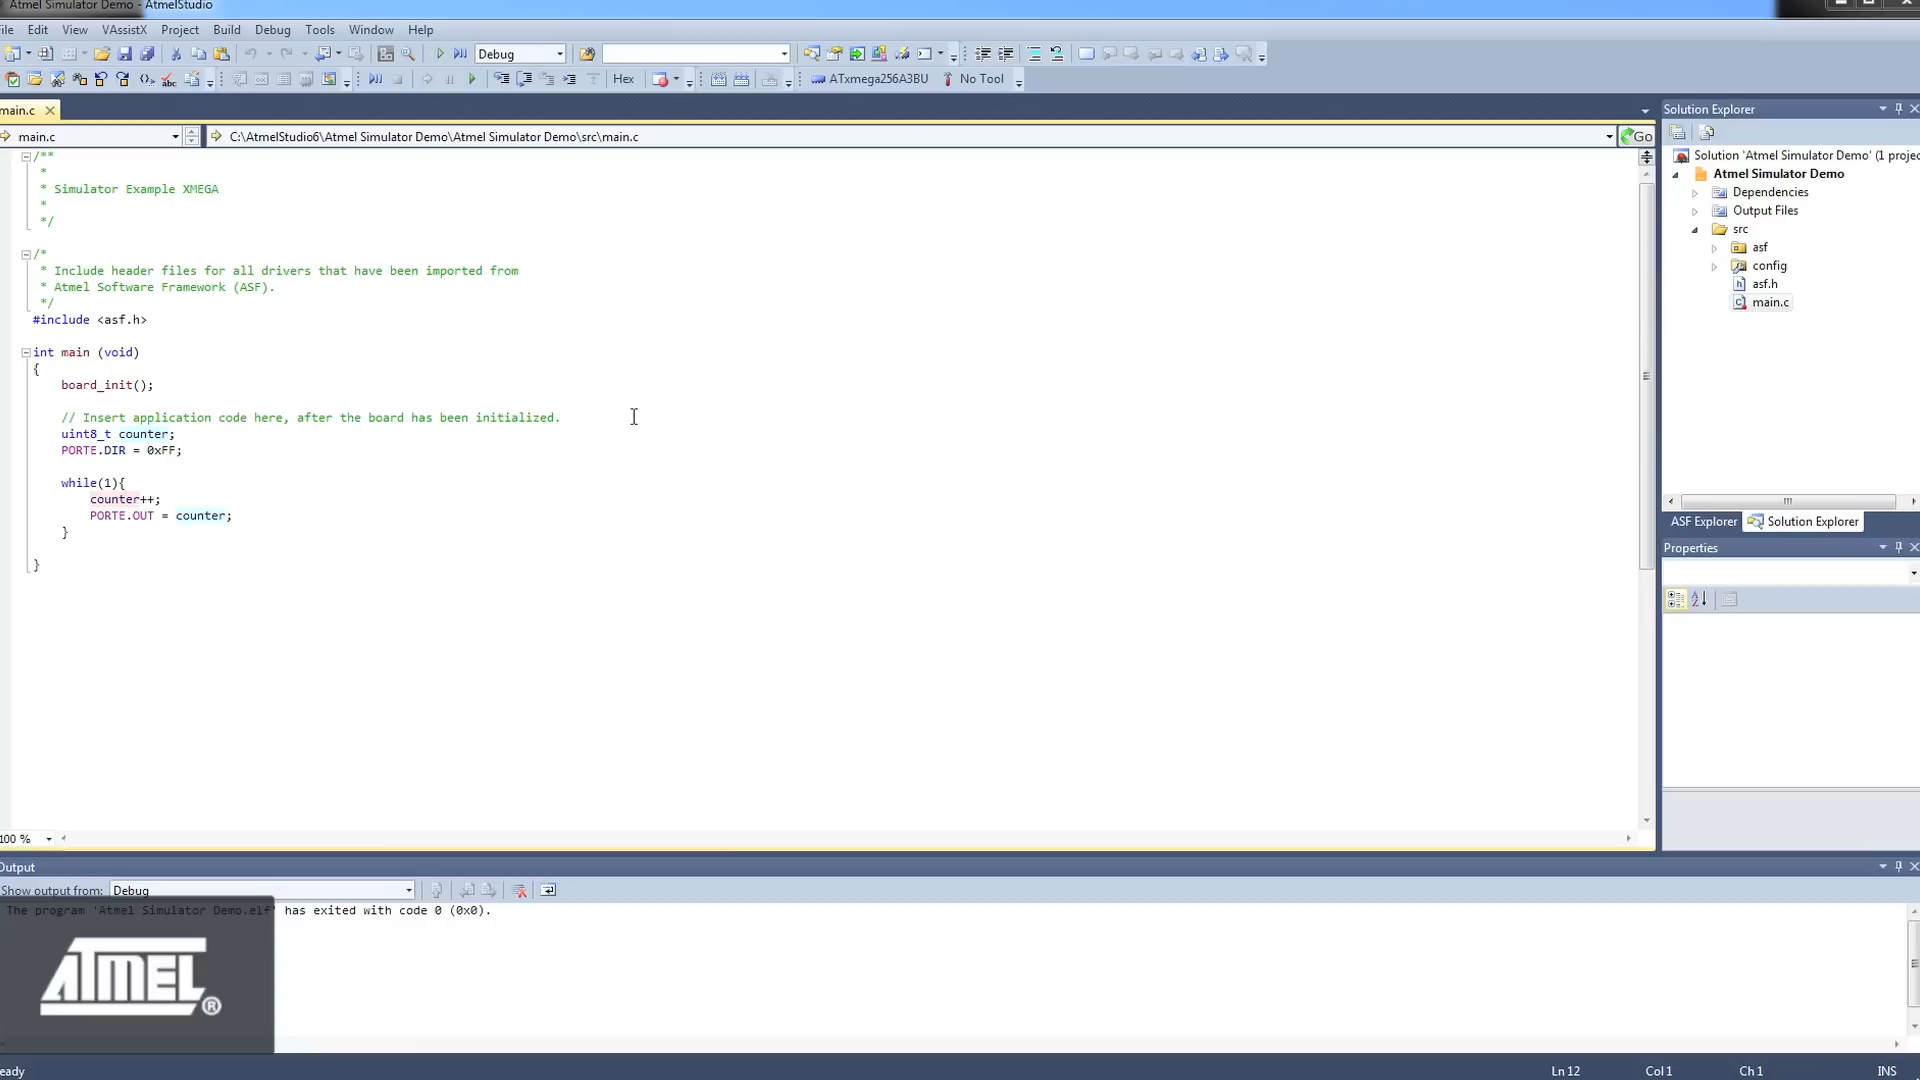 Atmel Simulator Demo - AtmelStudio
File Edit View VAssistX Project Build Debug Tools Window Help
Debug
Hex ATxmega256A3BU No Tool
main.c
main.c C:\AtmelStudio6\Atmel Simulator Demo\Atmel Simulator Demo\src\main.c Go
/**
*
* Simulator Example XMEGA
*
*/
/*
* Include header files for all drivers that have been imported from
* Atmel Software Framework (ASF).
*/
#include <asf.h>
int main (void)
{
board_init();
// Insert application code here, after the board has been initialized.
uint8_t counter;
PORTE.DIR = 0xFF;
while(1){
counter++;
PORTE.OUT = counter;
}
}
100 %
Solution Explorer
Solution 'Atmel Simulator Demo' (1 projec
Atmel Simulator Demo
Dependencies
Output Files
src
asf
config
asf.h
main.c
ASF Explorer Solution Explorer
Properties
Output
Show output from: Debug
The program 'Atmel Simulator Demo.elf' has exited with code 0 (0x0).
ATMEL®
eady Ln 12 Col 1 Ch 1 INS